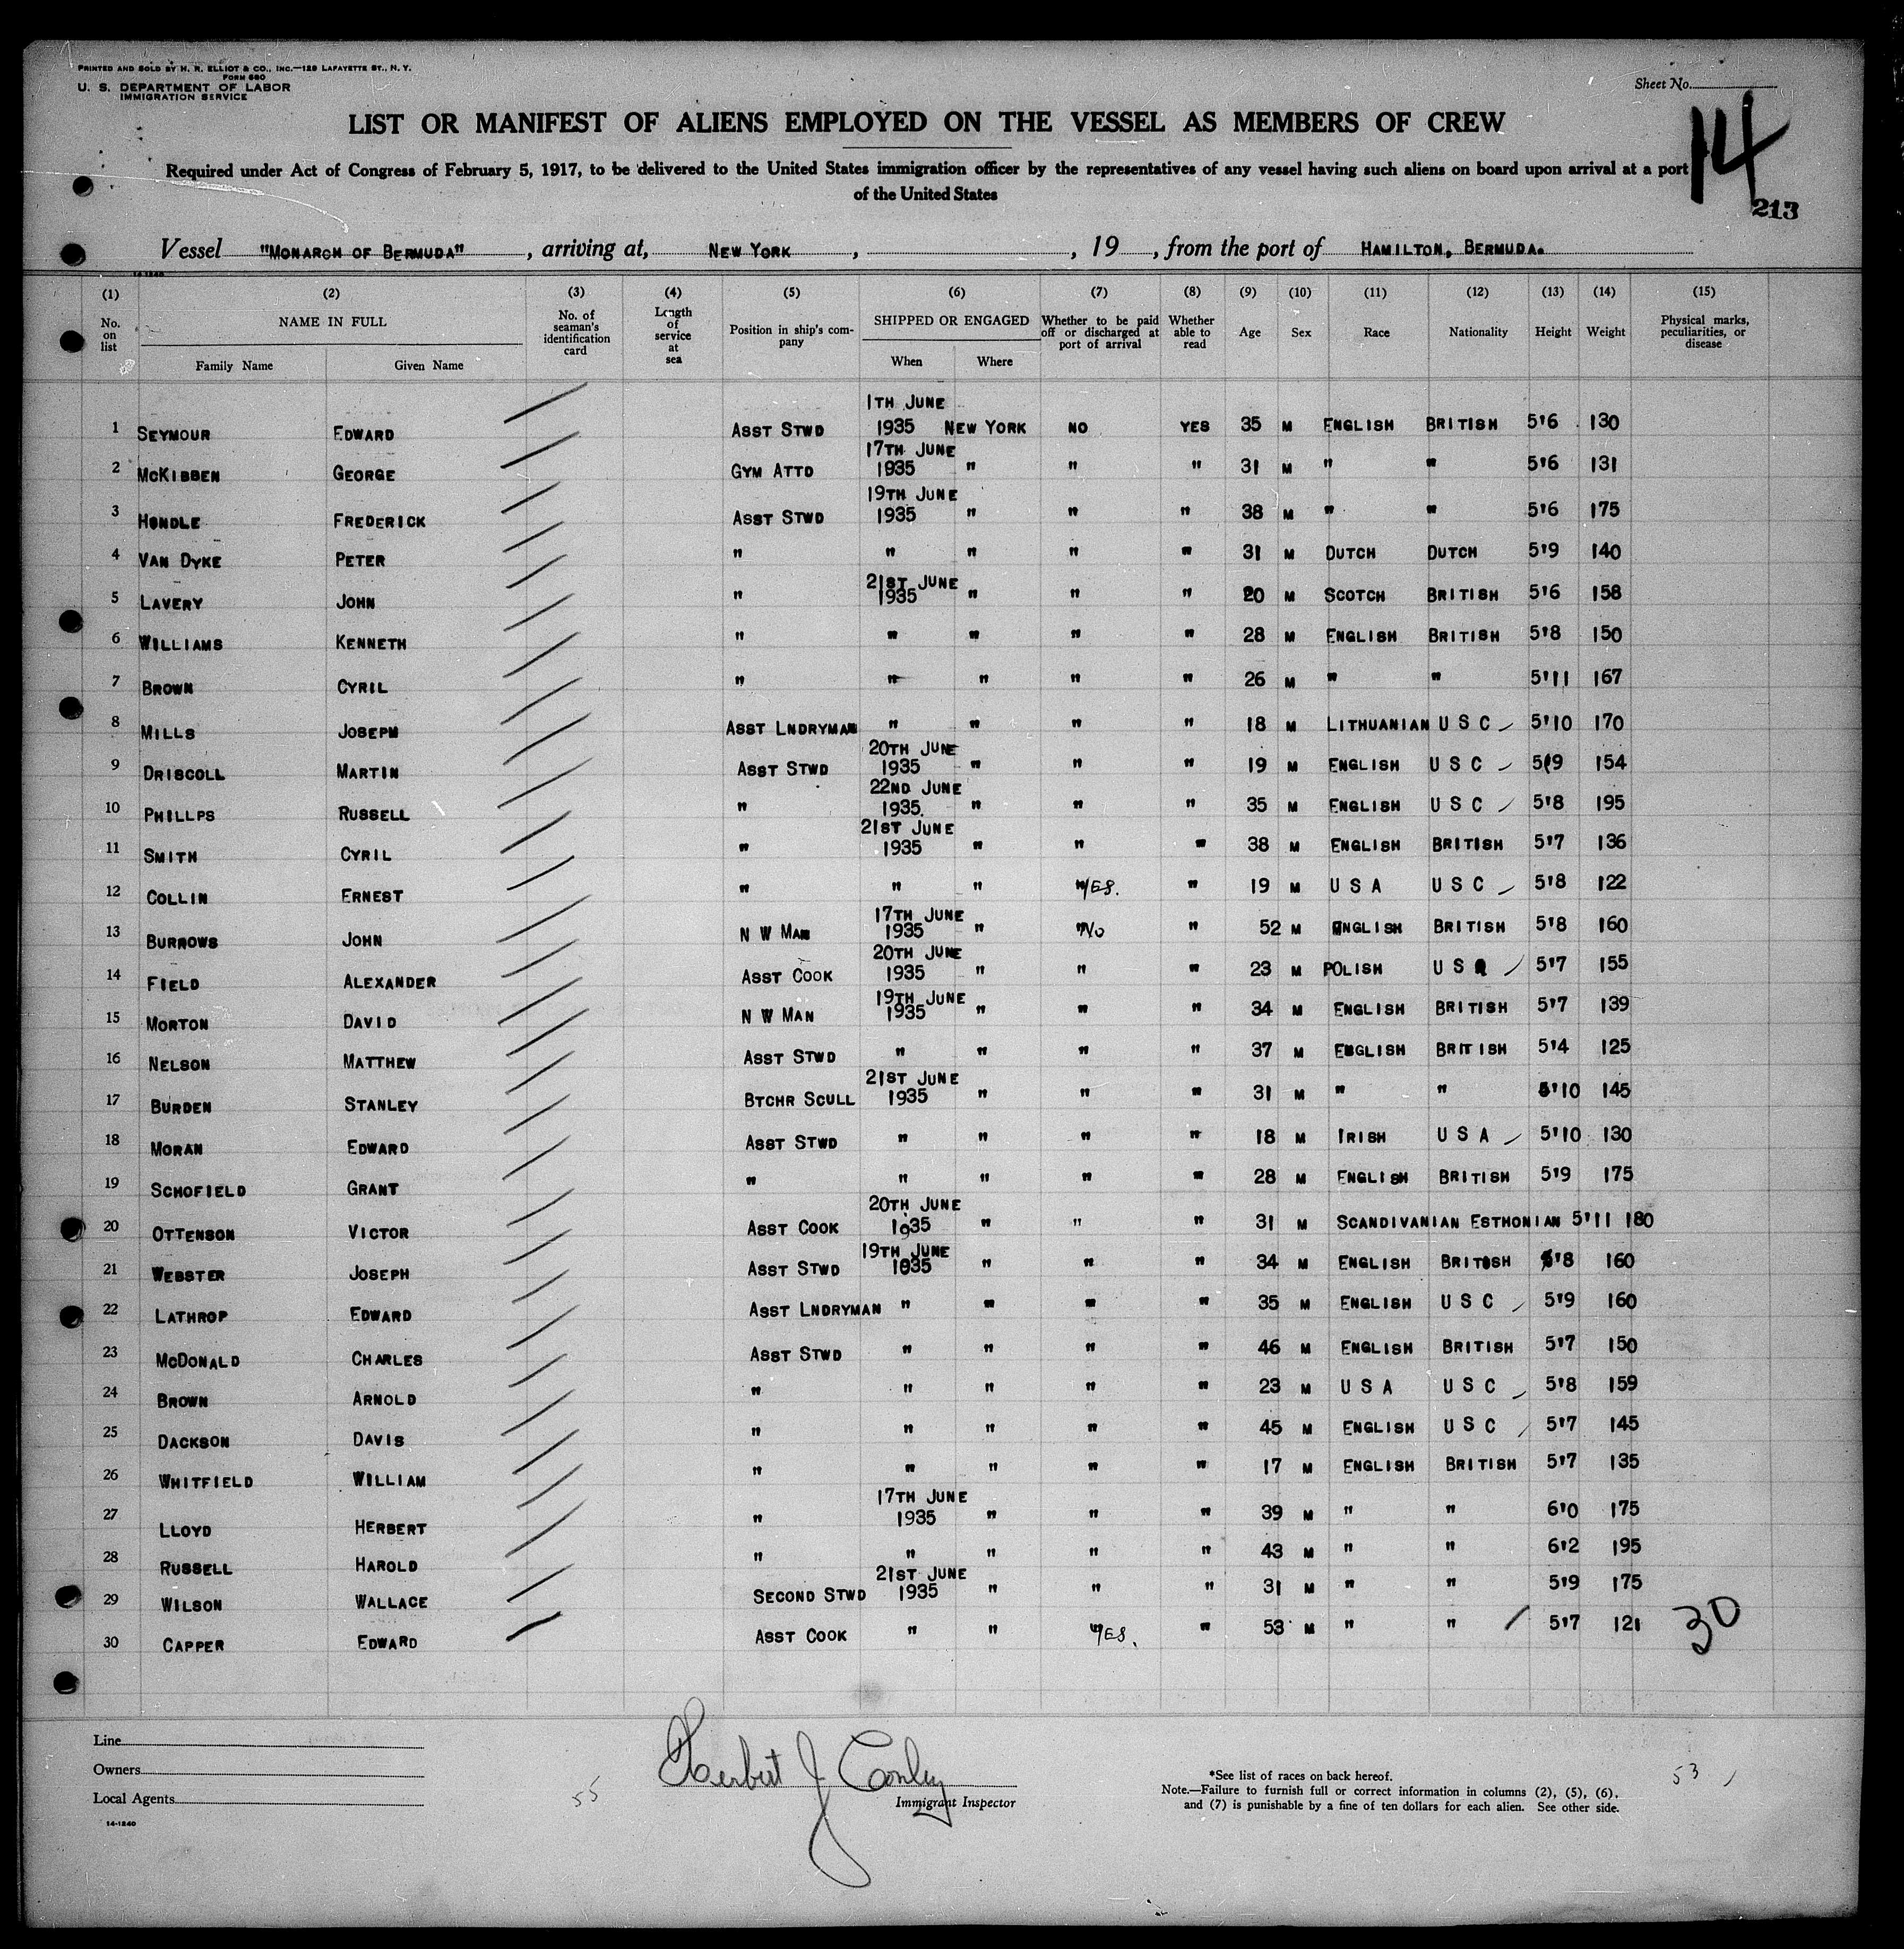 PRINTED AND SOLD BY H. R. ELLIOT & CO., INC.—129 LAFAYETTE ST., N. Y.
FORM 680
U. S. DEPARTMENT OF LABOR
IMMIGRATION SERVICE
Sheet No.
LIST OR MANIFEST OF ALIENS EMPLOYED ON THE VESSEL AS MEMBERS OF CREW
14
Required under Act of Congress of February 5, 1917, to be delivered to the United States immigration officer by the representatives of any vessel having such aliens on board upon arrival at a port
of the United States
213
Vessel "MONARCH OF BERMUDA", arriving at, NEW YORK, , 19 , from the port of HAMILTON, BERMUDA.
14-1240
(1) (2) (3) (4) (5) (6) (7) (8) (9) (10) (11) (12) (13) (14) (15)
No. on list NAME IN FULL Family Name Given Name No. of seaman's identification card Length of service at sea Position in ship's company SHIPPED OR ENGAGED When Where Whether to be paid off or discharged at port of arrival Whether able to read Age Sex Race Nationality Height Weight Physical marks, peculiarities, or disease
1 SEYMOUR EDWARD ASST STWD 1TH JUNE 1935 NEW YORK NO YES 35 M ENGLISH BRITISH 5'6 130
2 MCKIBBEN GEORGE GYM ATTD 17TH JUNE 1935 " " " 31 M " " 5'6 131
3 HONDLE FREDERICK ASST STWD 19TH JUNE 1935 " " " 38 M " " 5'6 175
4 VAN DYKE PETER " " " " " 31 M DUTCH DUTCH 5'9 140
5 LAVERY JOHN " 21ST JUNE 1935 " " " 20 M SCOTCH BRITISH 5'6 158
6 WILLIAMS KENNETH " " " " " 28 M ENGLISH BRITISH 5'8 150
7 BROWN CYRIL " " " " " 26 M " " 5'11 167
8 MILLS JOSEPH ASST LNDRYMAN " " " " 18 M LITHUANIAN U S C 5'10 170
9 DRISCOLL MARTIN ASST STWD 20TH JUNE 1935 " " " 19 M ENGLISH U S C 5'9 154
10 PHILLPS RUSSELL " 22ND JUNE 1935. " " " 35 M ENGLISH U S C 5'8 195
11 SMITH CYRIL " 21ST JUNE 1935 " " " 38 M ENGLISH BRITISH 5'7 136
12 COLLIN ERNEST " " " YES. " 19 M U S A U S C 5'8 122
13 BURROWS JOHN N W MAN 17TH JUNE 1935 " No " 52 M ENGLISH BRITISH 5'8 160
14 FIELD ALEXANDER ASST COOK 20TH JUNE 1935 " " " 23 M POLISH U S 5'7 155
15 MORTON DAVID N W MAN 19TH JUNE 1935 " " " 34 M ENGLISH BRITISH 5'7 139
16 NELSON MATTHEW ASST STWD " " " " 37 M ENGLISH BRITISH 5'4 125
17 BURDEN STANLEY BTCHR SCULL 21ST JUNE 1935 " " " 31 M " " 5'10 145
18 MORAN EDWARD ASST STWD " " " " 18 M IRISH U S A 5'10 130
19 SCHOFIELD GRANT " " " " " 28 M ENGLISH BRITISH 5'9 175
20 OTTENSON VICTOR ASST COOK 20TH JUNE 1935 " " " 31 M SCANDIVANIAN ESTHONIAN 5'11 180
21 WEBSTER JOSEPH ASST STWD 19TH JUNE 1935 " " " 34 M ENGLISH BRITISH 5'8 160
22 LATHROP EDWARD ASST LNDRYMAN " " " " 35 M ENGLISH U S C 5'9 160
23 MCDONALD CHARLES ASST STWD " " " " 46 M ENGLISH BRITISH 5'7 150
24 BROWN ARNOLD " " " " " 23 M U S A U S C 5'8 159
25 DACKSON DAVIS " " " " " 45 M ENGLISH U S C 5'7 145
26 WHITFIELD WILLIAM " " " " " 17 M ENGLISH BRITISH 5'7 135
27 LLOYD HERBERT " 17TH JUNE 1935 " " " 39 M " " 6'0 175
28 RUSSELL HAROLD " " " " " 43 M " " 6'2 195
29 WILSON WALLACE SECOND STWD 21ST JUNE 1935 " " " 31 M " " 5'9 175
30 CAPPER EDWARD ASST COOK " " YES. " 53 M " " 5'7 121
30
Line
Owners
Local Agents
14-1240
55
Herbert J Conley
Immigrant Inspector
*See list of races on back hereof.
Note.—Failure to furnish full or correct information in columns (2), (5), (6),
and (7) is punishable by a fine of ten dollars for each alien. See other side.
53